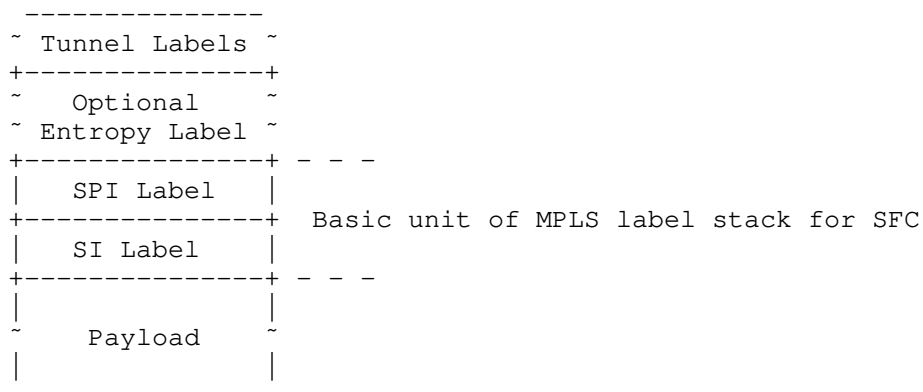 Tunnel Labels
Optional
Entropy Label
SPI Label
Basic unit of MPLS label stack for SFC
SI Label
Payload